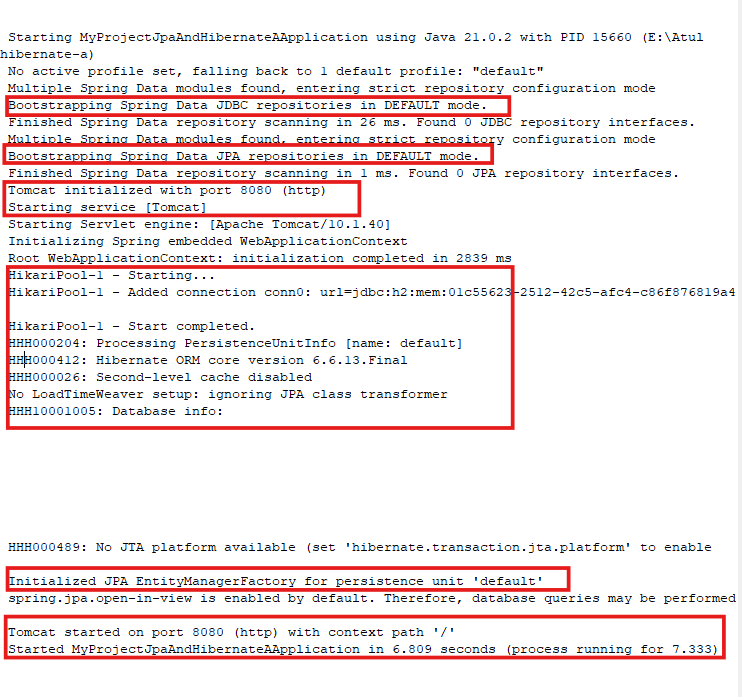 Starting MyProjectJpaAndHibernateAApplication using Java 21.0.2 with PID 15660 (E:\Atul
hibernate-a)
No active profile set, falling back to 1 default profile: "default"
Multiple Spring Data modules found, entering strict repository configuration mode
Bootstrapping Spring Data JDBC repositories in DEFAULT mode.
Finished Spring Data repository scanning in 26 ms. Found 0 JDBC repository interfaces.
Multiple Spring Data modules found, entering strict repository configuration mode
Bootstrapping Spring Data JPA repositories in DEFAULT mode.
Finished Spring Data repository scanning in 1 ms. Found 0 JPA repository interfaces.
Tomcat initialized with port 8080 (http)
Starting service [Tomcat]
Starting Servlet engine: [Apache Tomcat/10.1.40]
Initializing Spring embedded WebApplicationContext
Root WebApplicationContext: initialization completed in 2839 ms
HikariPool-1 - Starting...
HikariPool-1 - Added connection conn0: url=jdbc:h2:mem:01c55623-2512-42c5-afc4-c86f876819a4
HikariPool-1 - Start completed.
HHH000204: Processing PersistenceUnitInfo [name: default]
HHH000412: Hibernate ORM core version 6.6.13.Final
HHH000026: Second-level cache disabled
No LoadTimeWeaver setup: ignoring JPA class transformer
HHH10001005: Database info:
HHH000489: No JTA platform available (set 'hibernate.transaction.jta.platform' to enable
Initialized JPA EntityManagerFactory for persistence unit 'default'
spring.jpa.open-in-view is enabled by default. Therefore, database queries may be performed
Tomcat started on port 8080 (http) with context path '/'
Started MyProjectJpaAndHibernateAApplication in 6.809 seconds (process running for 7.333)